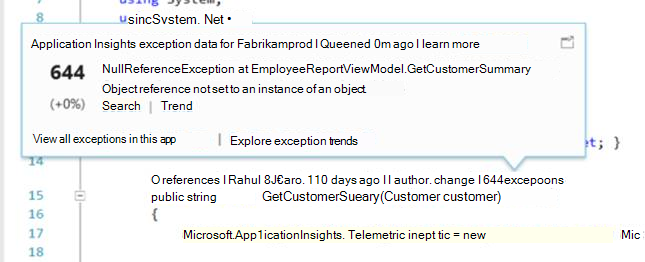 using System;
8 usincSvstem. Net •
Application Insights exception data for Fabrikamprod I Queened 0m ago I learn more
644 NullReferenceException at EmployeeReportViewModel.GetCustomerSummary
Object reference not set to an instance of an object.
(+0%) Search | Trend
View all exceptions in this app | Explore exception trends
et; }
14
O references I Rahul 8J€aro. 110 days ago I I author. change I 644excepoons
15 public string GetCustomerSueary(Customer customer)
16 {
17 Microsoft.App1icationInsights. Telemetric inept tic = new Mic
18